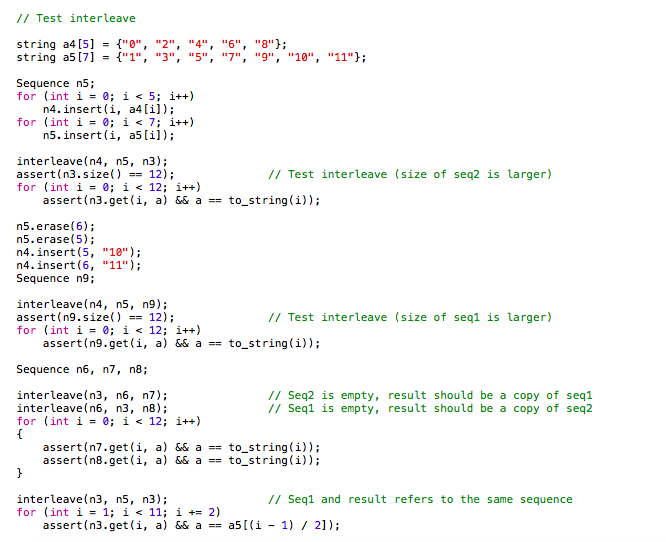 // Test interleave
string a4[5] = {"0", "2", "4", "6", "8"};
string a5[7] = {"1", "3", "5", "7", "9", "10", "11"};
Sequence n5;
for (int i = 0; i < 5; i++)
    n4.insert(i, a4[i]);
for (int i = 0; i < 7; i++)
    n5.insert(i, a5[i]);
interleave(n4, n5, n3);
assert(n3.size() == 12);              // Test interleave (size of seq2 is larger)
for (int i = 0; i < 12; i++)
    assert(n3.get(i, a) && a == to_string(i));
n5.erase(6);
n5.erase(5);
n4.insert(5, "10");
n4.insert(6, "11");
Sequence n9;
interleave(n4, n5, n9);
assert(n9.size() == 12);              // Test interleave (size of seq1 is larger)
for (int i = 0; i < 12; i++)
    assert(n9.get(i, a) && a == to_string(i));
Sequence n6, n7, n8;
interleave(n3, n6, n7);               // Seq2 is empty, result should be a copy of seq1
interleave(n6, n3, n8);               // Seq1 is empty, result should be a copy of seq2
for (int i = 0; i < 12; i++)
{
    assert(n7.get(i, a) && a == to_string(i));
    assert(n8.get(i, a) && a == to_string(i));
}
interleave(n3, n5, n3);               // Seq1 and result refers to the same sequence
for (int i = 1; i < 11; i += 2)
    assert(n3.get(i, a) && a == a5[(i - 1) / 2]);